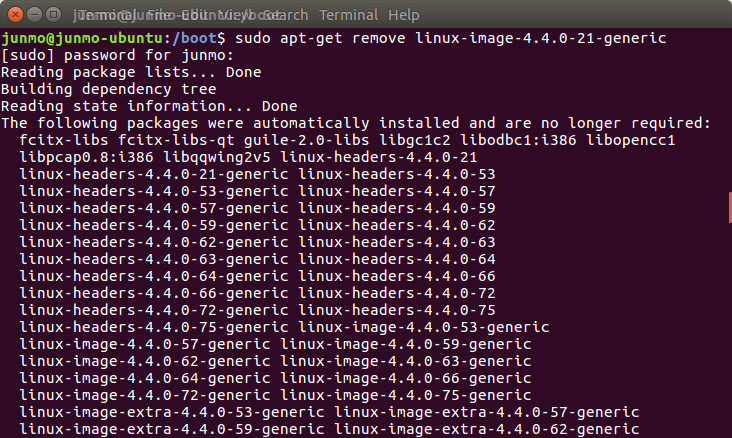 Terminal File Edit View Search Terminal Help
junmo@junmo-ubuntu:/boot$ sudo apt-get remove linux-image-4.4.0-21-generic
[sudo] password for junmo:
Reading package lists... Done
Building dependency tree
Reading state information... Done
The following packages were automatically installed and are no longer required:
  fcitx-libs fcitx-libs-qt guile-2.0-libs libgc1c2 libodbc1:i386 libopencc1
  libpcap0.8:i386 libqqwing2v5 linux-headers-4.4.0-21
  linux-headers-4.4.0-21-generic linux-headers-4.4.0-53
  linux-headers-4.4.0-53-generic linux-headers-4.4.0-57
  linux-headers-4.4.0-57-generic linux-headers-4.4.0-59
  linux-headers-4.4.0-59-generic linux-headers-4.4.0-62
  linux-headers-4.4.0-62-generic linux-headers-4.4.0-63
  linux-headers-4.4.0-63-generic linux-headers-4.4.0-64
  linux-headers-4.4.0-64-generic linux-headers-4.4.0-66
  linux-headers-4.4.0-66-generic linux-headers-4.4.0-72
  linux-headers-4.4.0-72-generic linux-headers-4.4.0-75
  linux-headers-4.4.0-75-generic linux-image-4.4.0-53-generic
  linux-image-4.4.0-57-generic linux-image-4.4.0-59-generic
  linux-image-4.4.0-62-generic linux-image-4.4.0-63-generic
  linux-image-4.4.0-64-generic linux-image-4.4.0-66-generic
  linux-image-4.4.0-72-generic linux-image-4.4.0-75-generic
  linux-image-extra-4.4.0-53-generic linux-image-extra-4.4.0-57-generic
  linux-image-extra-4.4.0-59-generic linux-image-extra-4.4.0-62-generic